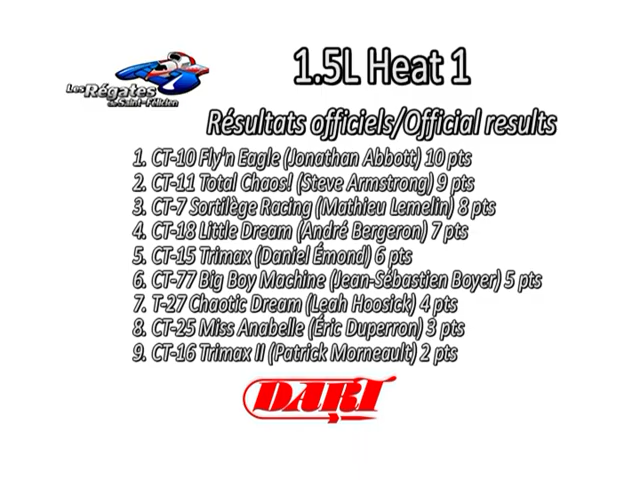 1.5L Heat 1
Les Régates
de Saint-Félicien
Résultats officiels/Official results
1. CT-10 Fly'n Eagle (Jonathan Abbott) 10 pts
2. CT-11 Total Chaos! (Steve Armstrong) 9 pts
3. CT-7 Sortilège Racing (Mathieu Lemelin) 8 pts
4. CT-18 Little Dream (André Bergeron) 7 pts
5. CT-15 Trimax (Daniel Émond) 6 pts
6. CT-77 Big Boy Machine (Jean-Sébastien Boyer) 5 pts
7. T-27 Chaotic Dream (Leah Hoosick) 4 pts
8. CT-25 Miss Anabelle (Éric Duperron) 3 pts
9. CT-16 Trimax II (Patrick Morneault) 2 pts
DART